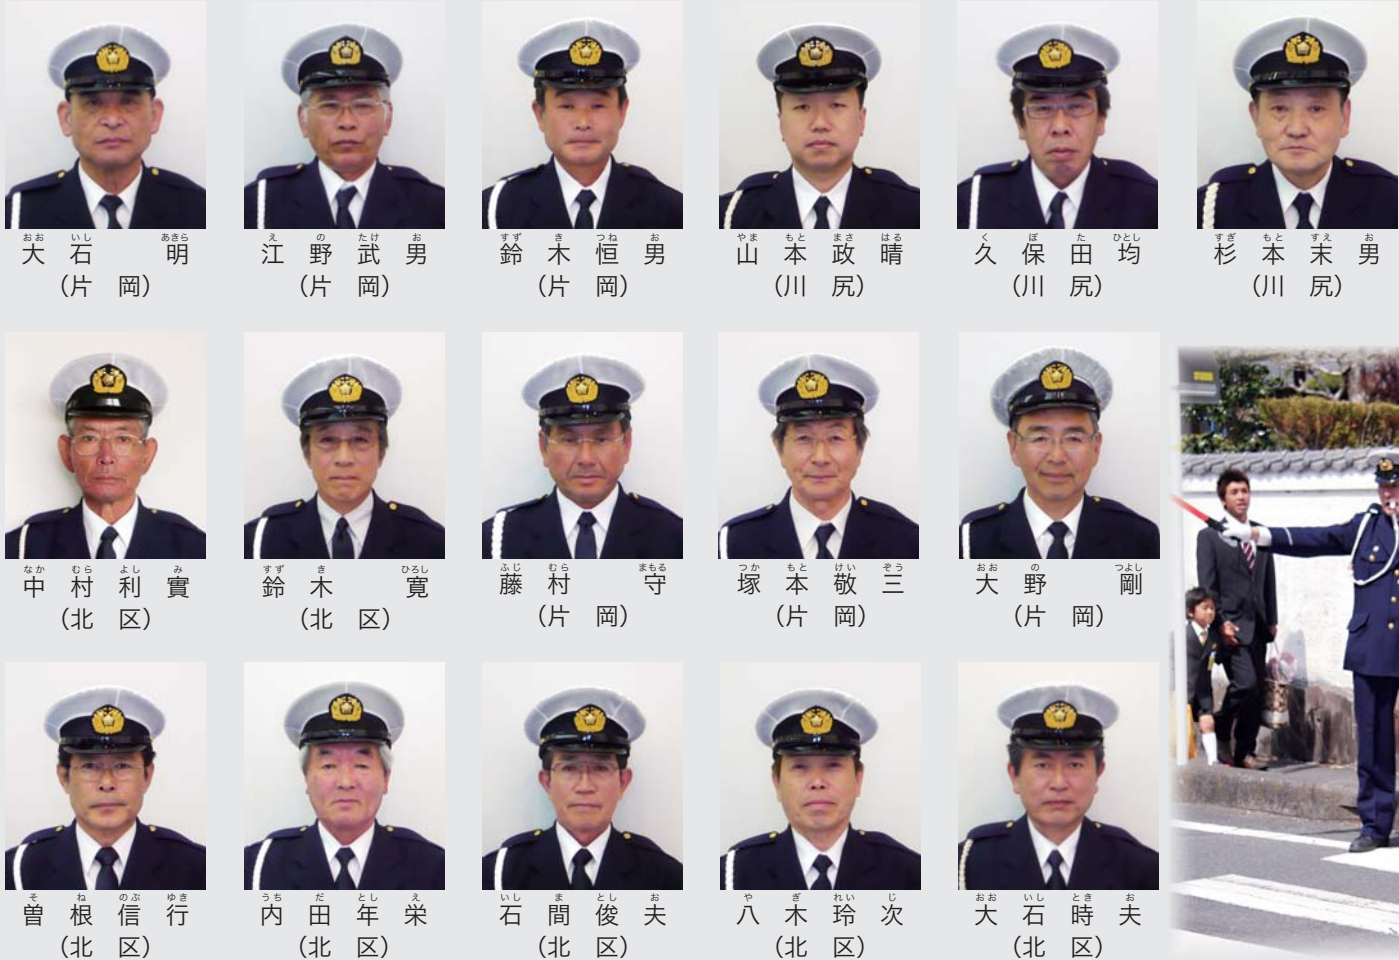 おお いし あきら
大石 明
(片 岡)
え の たけ お
江野武男
(片 岡)
すず き つね お
鈴木恒男
(片 岡)
やま もと まさ はる
山本政晴
(川 尻)
く ぼ た ひとし
久保田均
(川 尻)
すぎ もと すえ お
杉本末男
(川 尻)
なか むら よし み
中村利實
(北 区)
すず き ひろし
鈴木 寛
(北 区)
ふじ むら まもる
藤村 守
(片 岡)
つか もと けい ぞう
塚本敬三
(片 岡)
おお の つよし
大野 剛
(片 岡)
そ ね のぶ ゆき
曽根信行
(北 区)
うち だ とし え
内田年栄
(北 区)
いし ま とし お
石間俊夫
(北 区)
や ぎ れい じ
八木玲次
(北 区)
おお いし とき お
大石時夫
(北 区)